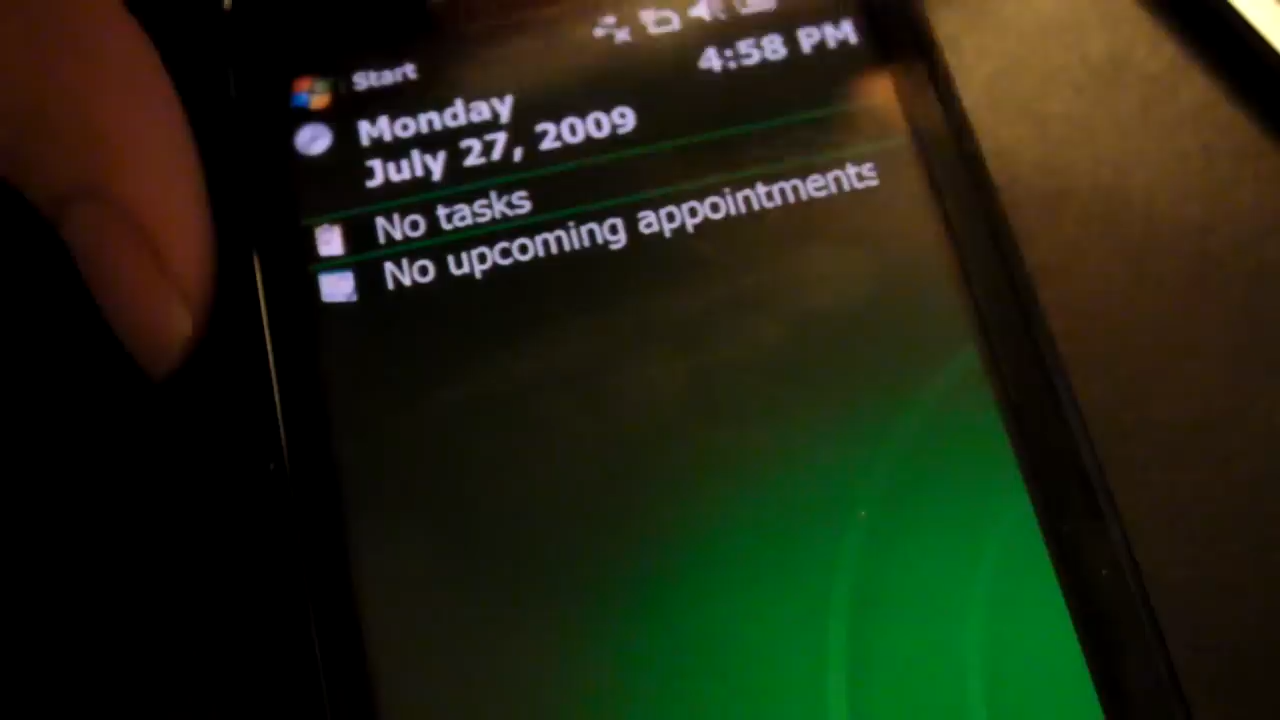 Start
4:58 PM
Monday
July 27, 2009
No tasks
No upcoming appointments